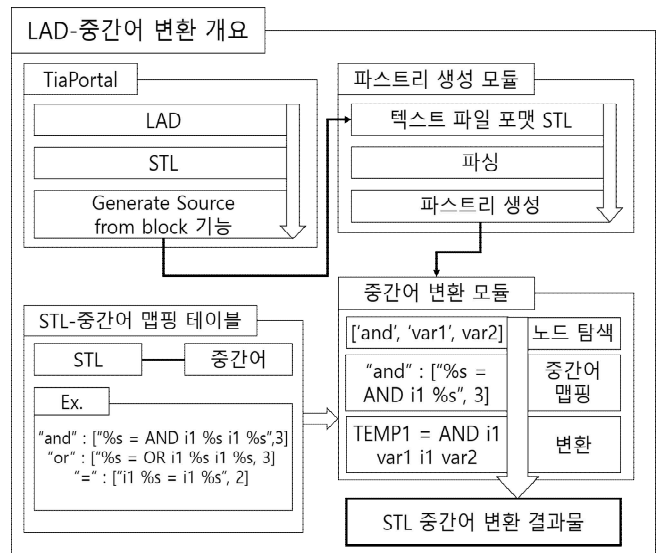 LAD-중간어 변환 개요
TiaPortal
LAD
STL
Generate Source
from block 기능
파스트리 생성 모듈
텍스트 파일 포맷 STL
파싱
파스트리 생성
STL-중간어 맵핑 테이블
STL
중간어
Ex.
“and” : [“%s = AND i1 %s i1 %s”,3]
“or” : [“%s = OR i1 %s i1 %s, 3]
“=“ : [“i1 %s = i1 %s”, 2]
중간어 변환 모듈
[‘and’, ‘var1’, var2]
노드 탐색
“and” : [“%s =
AND i1 %s”, 3]
중간어
맵핑
TEMP1 = AND i1
var1 i1 var2
변환
STL 중간어 변환 결과물